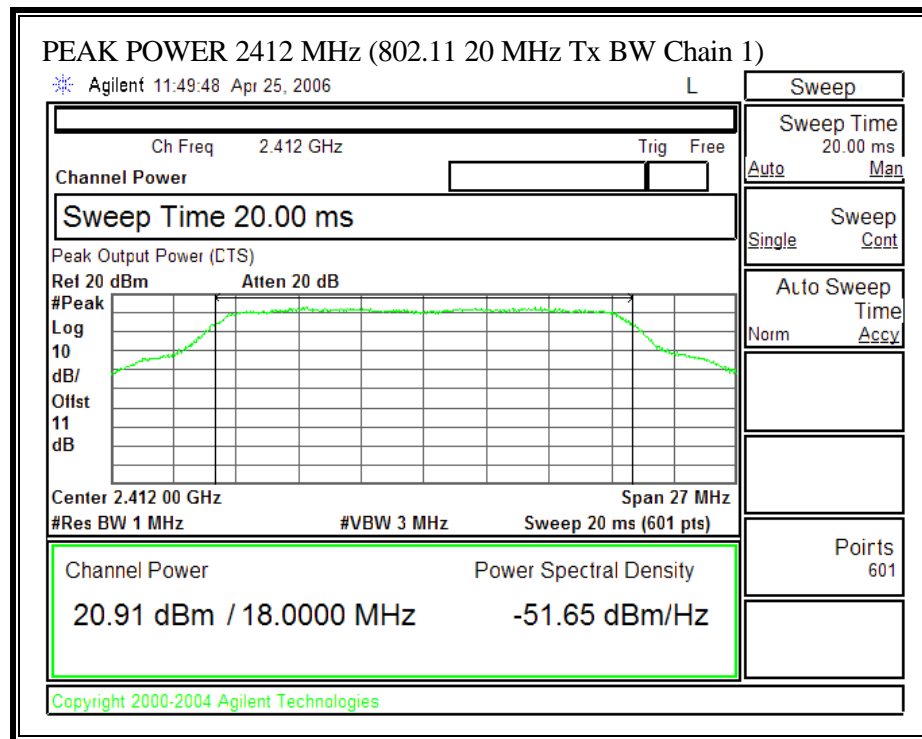 PEAK POWER 2412 MHz (802.11 20 MHz Tx BW Chain 1)
Agilent 11:49:48 Apr 25, 2006 L
Ch Freq 2.412 GHz Trig Free
Channel Power
Sweep Time 20.00 ms
Peak Output Power (DTS)
Ref 20 dBm Atten 20 dB
#Peak
Log
10
dB/
Offst
11
dB
Center 2.412 00 GHz Span 27 MHz
#Res BW 1 MHz #VBW 3 MHz Sweep 20 ms (601 pts)
Channel Power Power Spectral Density
20.91 dBm / 18.0000 MHz -51.65 dBm/Hz
Copyright 2000-2004 Agilent Technologies
Sweep
Sweep Time
20.00 ms
Auto Man
Sweep
Single Cont
Auto Sweep
Time
Norm Accy
Points
601